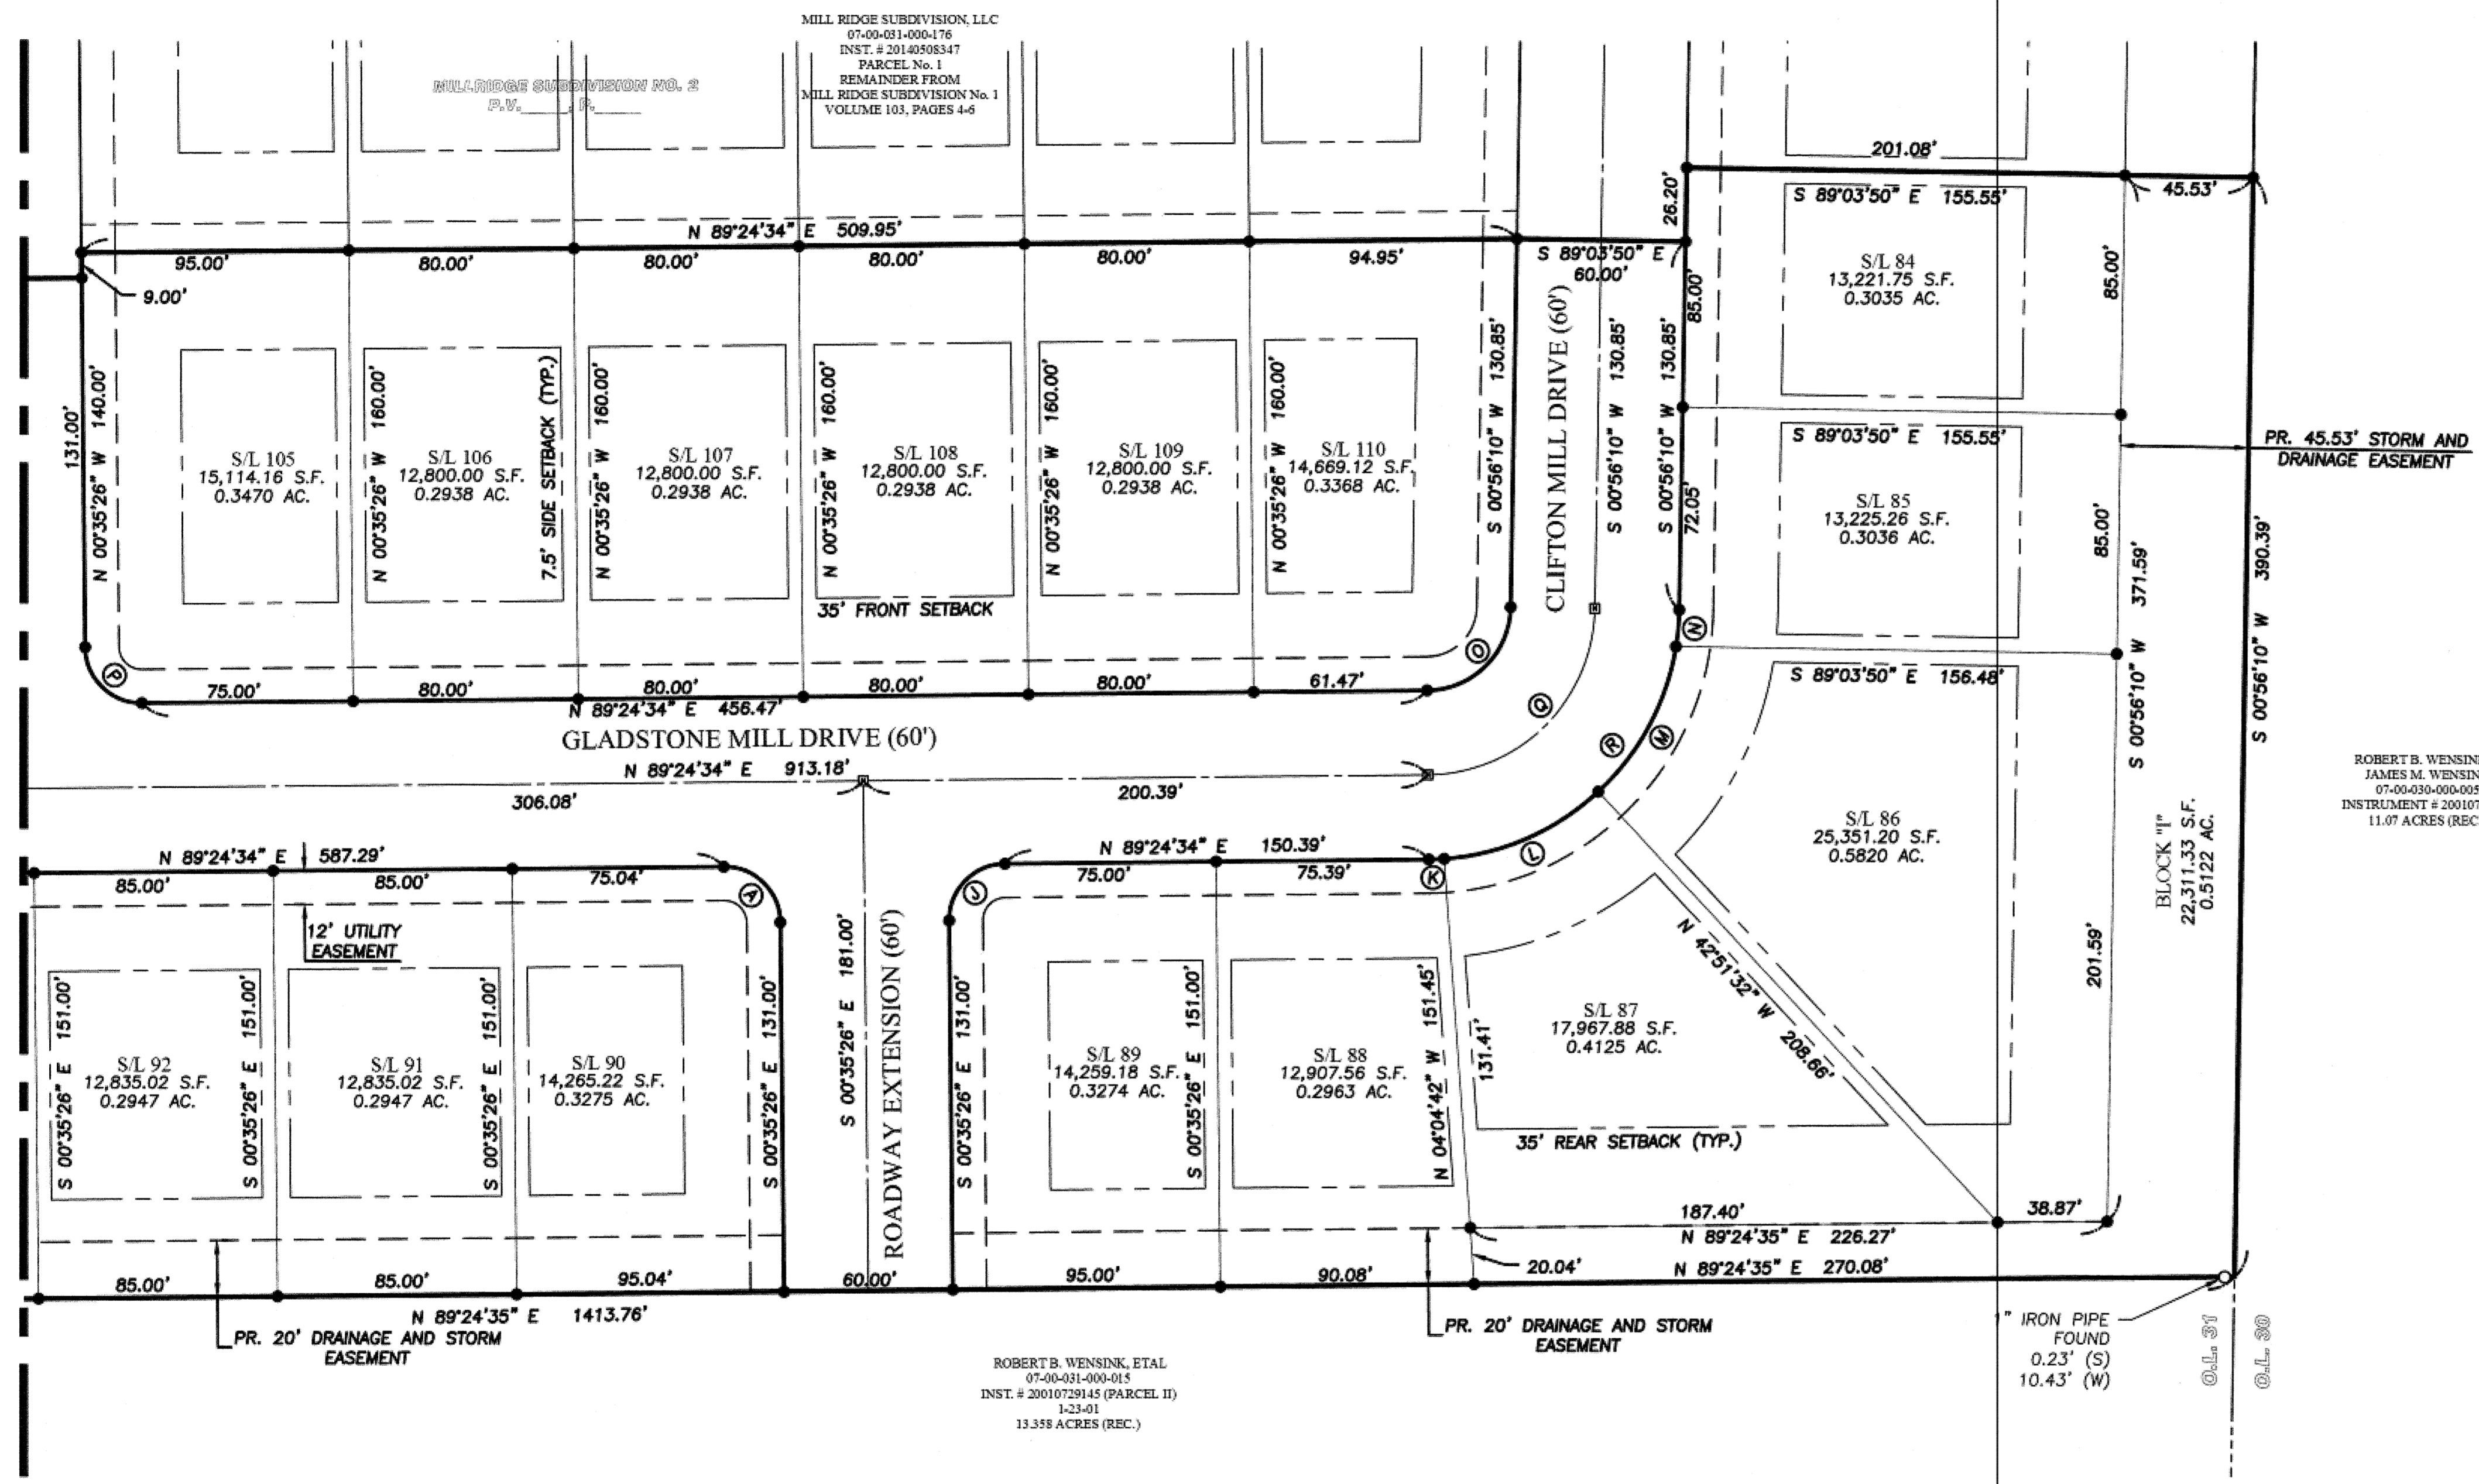 MILL RIDGE SUBDIVISION, LLC
07-00-031-000-176
INST. # 20140508347
PARCEL No. 1
REMAINDER FROM
MILL RIDGE SUBDIVISION No. 1
VOLUME 103, PAGES 4-6
MILLRIDGE SUBDIVISION NO. 2
P.V.______, P.______
N 89°24'34" E 509.95'
95.00'
80.00'
80.00'
80.00'
80.00'
94.95'
S 89°03'50" E
60.00'
26.20'
201.08'
45.53'
S 89°03'50" E 155.55'
9.00'
131.00'
N 00°35'26" W 140.00'
S/L 105
15,114.16 S.F.
0.3470 AC.
N 00°35'26" W 160.00'
S/L 106
12,800.00 S.F.
0.2938 AC.
7.5' SIDE SETBACK (TYP.)
N 00°35'26" W 160.00'
S/L 107
12,800.00 S.F.
0.2938 AC.
N 00°35'26" W 160.00'
S/L 108
12,800.00 S.F.
0.2938 AC.
35' FRONT SETBACK
N 00°35'26" W 160.00'
S/L 109
12,800.00 S.F.
0.2938 AC.
N 00°35'26" W 160.00'
S/L 110
14,669.12 S.F.
0.3368 AC.
S 00°56'10" W 130.85'
CLIFTON MILL DRIVE (60')
S 00°56'10" W 130.85'
S 00°56'10" W 130.85'
85.00'
72.05'
S/L 84
13,221.75 S.F.
0.3035 AC.
85.00'
S 89°03'50" E 155.55'
S/L 85
13,225.26 S.F.
0.3036 AC.
85.00'
PR. 45.53' STORM AND
DRAINAGE EASEMENT
S 00°56'10" W 371.59'
S 00°56'10" W 390.39'
S 89°03'50" E 156.48'
P
O
N
Q
R
M
75.00'
80.00'
80.00'
80.00'
80.00'
61.47'
N 89°24'34" E 456.47'
GLADSTONE MILL DRIVE (60')
N 89°24'34" E 913.18'
306.08'
200.39'
S/L 86
25,351.20 S.F.
0.5820 AC.
BLOCK "I"
22,311.33 S.F.
0.5122 AC.
201.59'
ROBERT B. WENSIN
JAMES M. WENSIN
07-00-030-000-005
INSTRUMENT # 200107
11.07 ACRES (REC
N 89°24'34" E 587.29'
85.00'
85.00'
75.04'
A
J
N 89°24'34" E 150.39'
75.00'
75.39'
K
L
12' UTILITY
EASEMENT
S 00°35'26" E 151.00'
S/L 92
12,835.02 S.F.
0.2947 AC.
S 00°35'26" E 151.00'
S/L 91
12,835.02 S.F.
0.2947 AC.
S 00°35'26" E 151.00'
S/L 90
14,265.22 S.F.
0.3275 AC.
S 00°35'26" E 131.00'
S 00°35'26" E 181.00'
ROADWAY EXTENSION (60')
S 00°35'26" E 131.00'
S/L 89
14,259.18 S.F.
0.3274 AC.
S 00°35'26" E 151.00'
S/L 88
12,907.56 S.F.
0.2963 AC.
N 04°04'42" W 151.45'
131.41'
S/L 87
17,967.88 S.F.
0.4125 AC.
N 42°51'32" W 208.66'
35' REAR SETBACK (TYP.)
187.40'
38.87'
N 89°24'35" E 226.27'
20.04'
N 89°24'35" E 270.08'
85.00'
85.00'
95.04'
60.00'
95.00'
90.08'
N 89°24'35" E 1413.76'
PR. 20' DRAINAGE AND STORM
EASEMENT
PR. 20' DRAINAGE AND STORM
EASEMENT
1" IRON PIPE
FOUND
0.23' (S)
10.43' (W)
O.L. 31
O.L. 30
ROBERT B. WENSINK, ETAL
07-00-031-000-015
INST. # 20010729145 (PARCEL II)
1-23-01
13.358 ACRES (REC.)